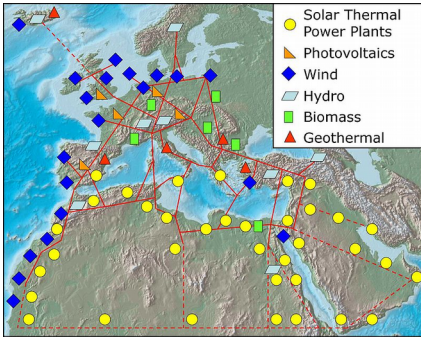 Solar Thermal
Power Plants
Photovoltaics
Wind
Hydro
Biomass
Geothermal